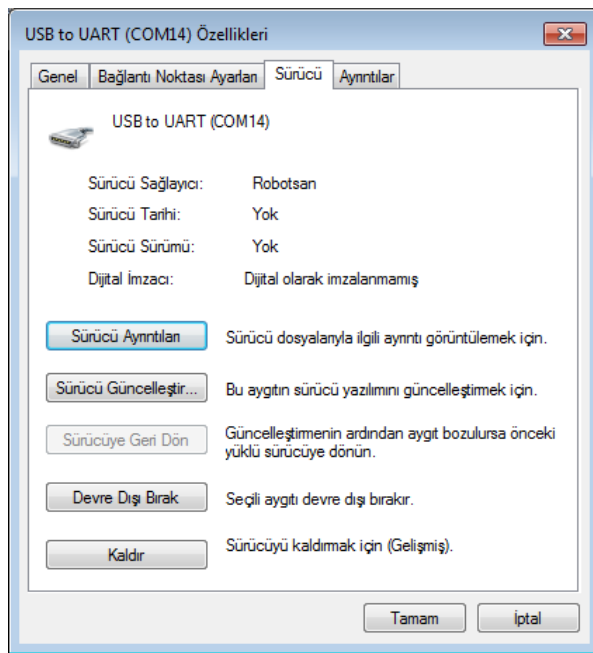 USB to UART (COM14) Özellikleri
Genel Bağlantı Noktası Ayarları Sürücü Ayrıntılar
USB to UART (COM14)
Sürücü Sağlayıcı: Robotsan
Sürücü Tarihi: Yok
Sürücü Sürümü: Yok
Dijital İmzacı: Dijital olarak imzalanmamış
Sürücü Ayrıntıları Sürücü dosyalarıyla ilgili ayrıntı görüntülemek için.
Sürücü Güncelleştir... Bu aygıtın sürücü yazılımını güncelleştirmek için.
Sürücüye Geri Dön Güncelleştirmenin ardından aygıt bozulursa önceki
yüklü sürücüye dönün.
Devre Dışı Bırak Seçili aygıtı devre dışı bırakır.
Kaldır Sürücüyü kaldırmak için (Gelişmiş).
Tamam İptal